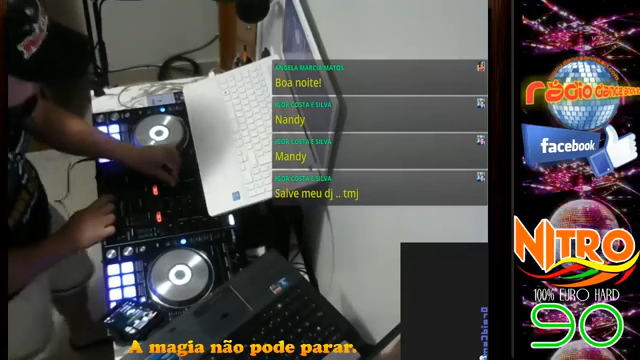 ANGELA MARCIA MATOS
Boa noite!
IGOR COSTA E SILVA
Nandy
IGOR COSTA E SILVA
Mandy
IGOR COSTA E SILVA
Salve meu dj .. tmj
A magia não pode parar.
rádio dance
facebook
NITRO
100% EURO HARD
90